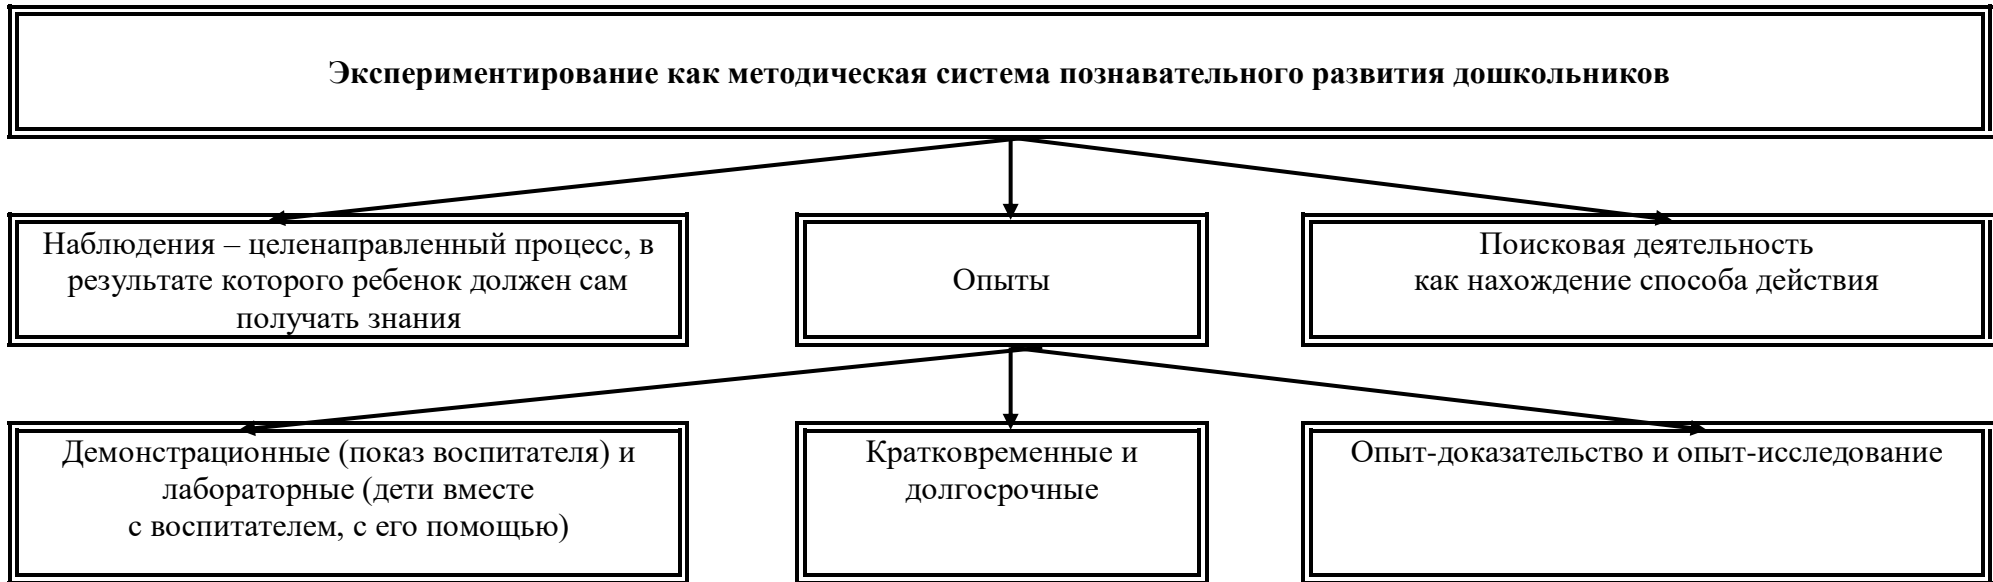 Экспериментирование как методическая система познавательного развития дошкольников
Наблюдения – целенаправленный процесс, в
результате которого ребенок должен сам
получать знания
Опыты
Поисковая деятельность
как нахождение способа действия
Демонстрационные (показ воспитателя) и
лабораторные (дети вместе
с воспитателем, с его помощью)
Кратковременные и
долгосрочные
Опыт-доказательство и опыт-исследование